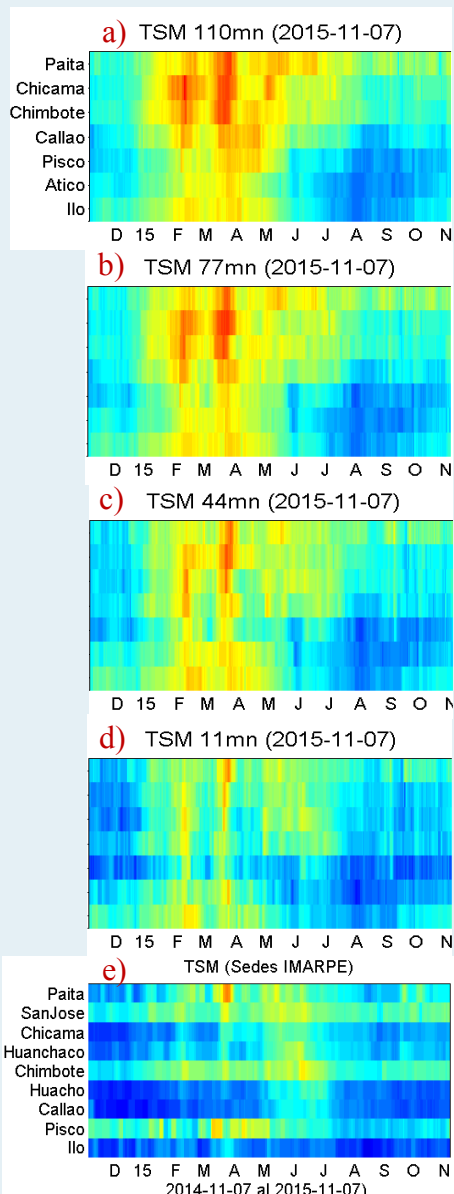 a) TSM 110mn (2015-11-07)
Paita
Chicama
Chimbote
Callao
Pisco
Atico
Ilo
D 15 F M A M J J A S O N
b) TSM 77mn (2015-11-07)
D 15 F M A M J J A S O N
c) TSM 44mn (2015-11-07)
D 15 F M A M J J A S O N
d) TSM 11mn (2015-11-07)
D 15 F M A M J J A S O N
e) TSM (Sedes IMARPE)
Paita
SanJose
Chicama
Huanchaco
Chimbote
Huacho
Callao
Pisco
Ilo
D 15 F M A M J J A S O N
2014-11-07 al 2015-11-07)